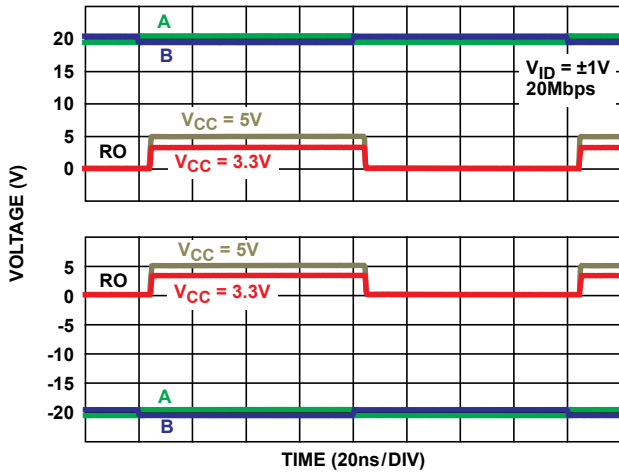 A
20
B
V_ID = ±1V
20Mbps
15
10
V_CC = 5V
5
RO
0
V_CC = 3.3V
VOLTAGE (V)
V_CC = 5V
5
RO
V_CC = 3.3V
0
-5
-10
-15
A
-20
B
TIME (20ns/DIV)